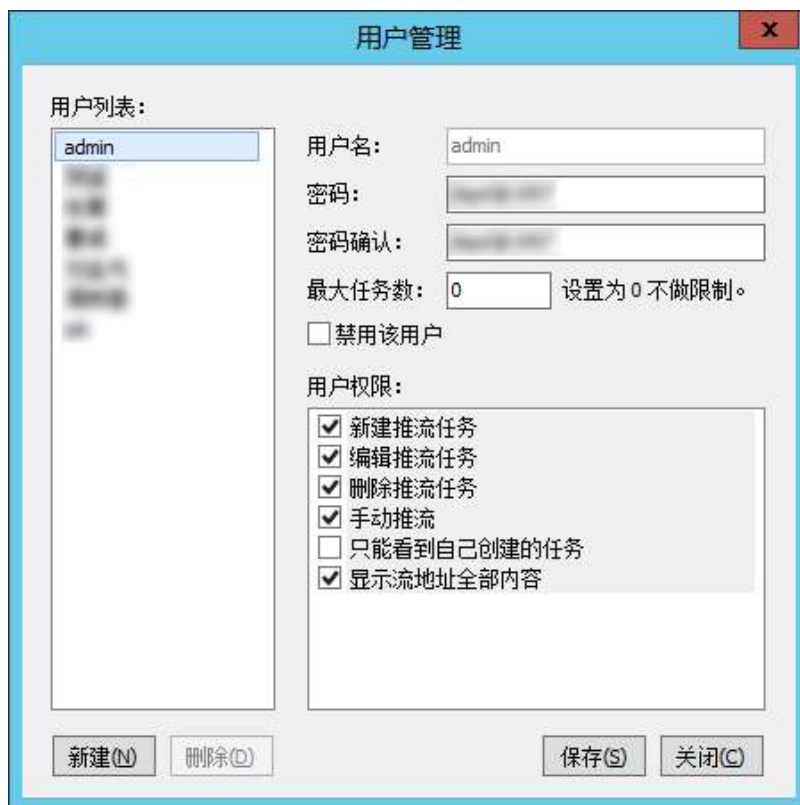 用户管理
x
用户列表：
admin
用户名： admin
密码：
密码确认：
最大任务数： 0 设置为 0 不做限制。
禁用该用户
用户权限：
新建推流任务
编辑推流任务
删除推流任务
手动推流
只能看到自己创建的任务
显示流地址全部内容
新建(N) 删除(D) 保存(S) 关闭(C)